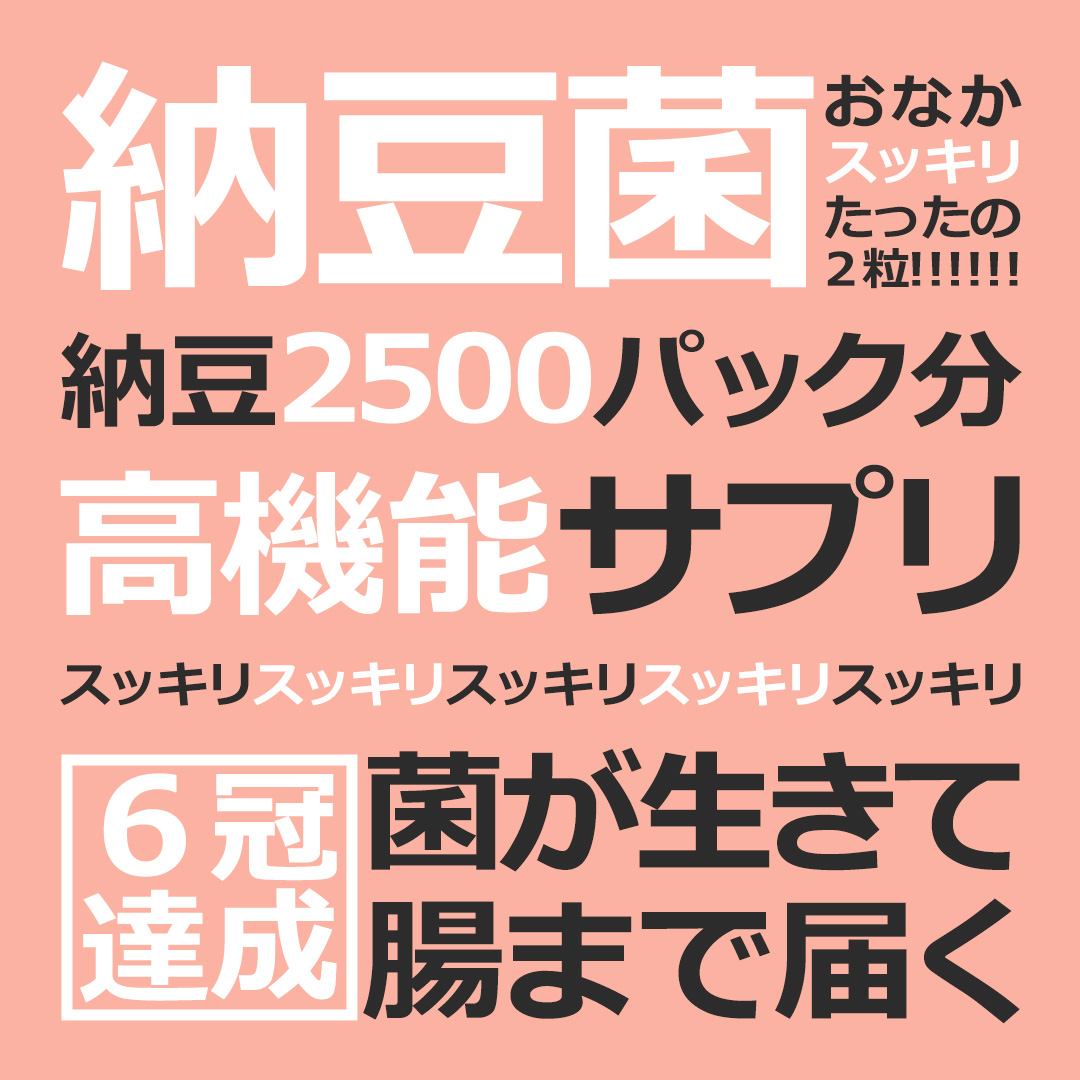 納豆菌
おなか
スッキリ
たったの
２粒!!!!!!
納豆2500パック分
高機能サプリ
スッキリスッキリスッキリスッキリスッキリ
６冠
達成
菌が生きて
腸まで届く